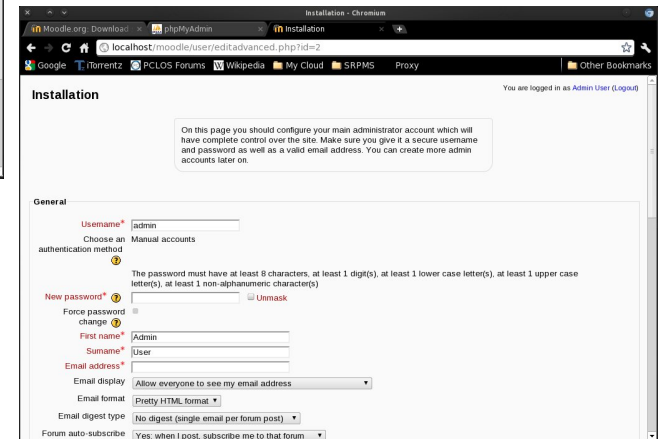 Installation - Chromium
Moodle.org: Download
phpMyAdmin
Installation
localhost/moodle/user/editadvanced.php?id=2
Google iTorrentz PCLOS Forums Wikipedia My Cloud SRPMS Proxy Other Bookmarks
Installation
You are logged in as Admin User (Logout)
On this page you should configure your main administrator account which will
have complete control over the site. Make sure you give it a secure username
and password as well as a valid email address. You can create more admin
accounts later on.
General
Username* admin
Choose an Manual accounts
authentication method
The password must have at least 8 characters, at least 1 digit(s), at least 1 lower case letter(s), at least 1 upper case
letter(s), at least 1 non-alphanumeric character(s)
New password* Unmask
Force password
change
First name* Admin
Surname* User
Email address*
Email display Allow everyone to see my email address
Email format Pretty HTML format
Email digest type No digest (single email per forum post)
Forum auto-subscribe Yes: when I post, subscribe me to that forum